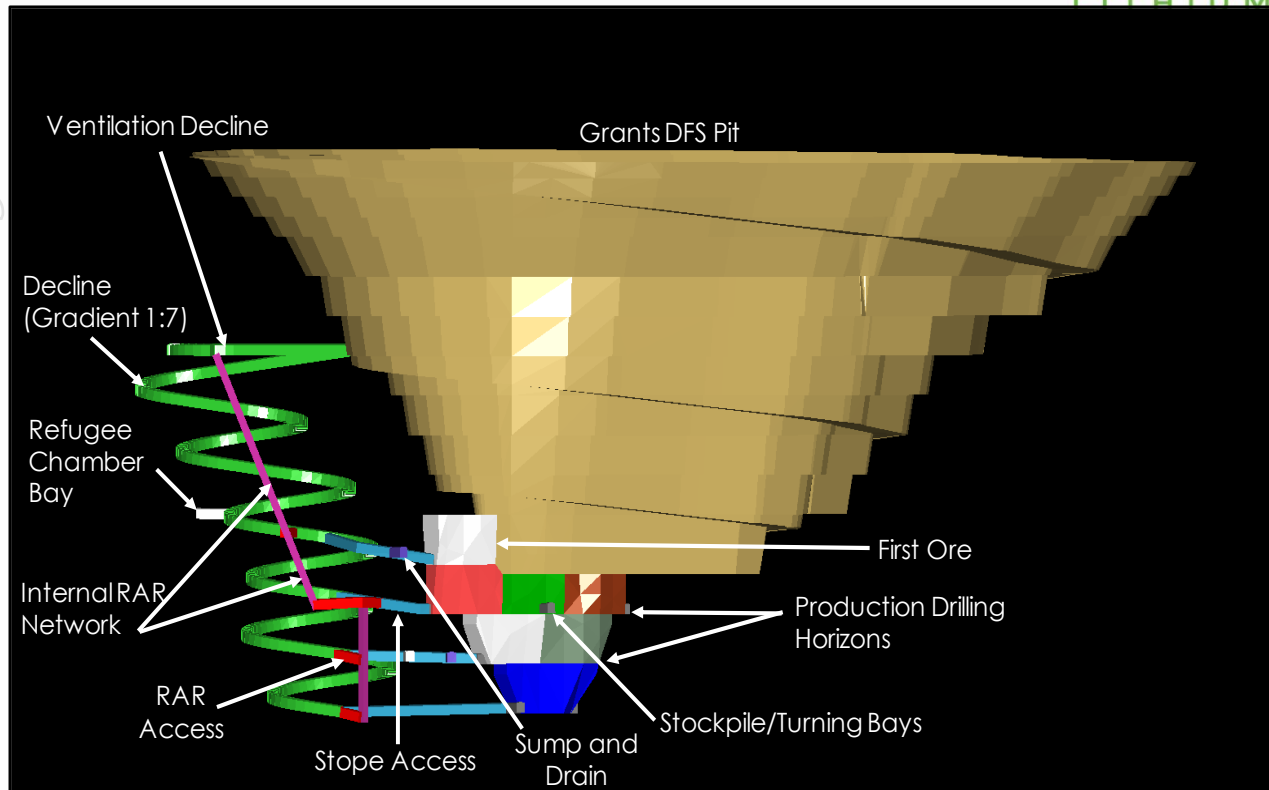 Ventilation Decline
Grants DFS Pit
Decline
(Gradient 1:7)
Refugee
Chamber
Bay
First Ore
Internal RAR
Network
Production Drilling
Horizons
RAR
Access
Stope Access
Sump and
Drain
Stockpile/Turning Bays